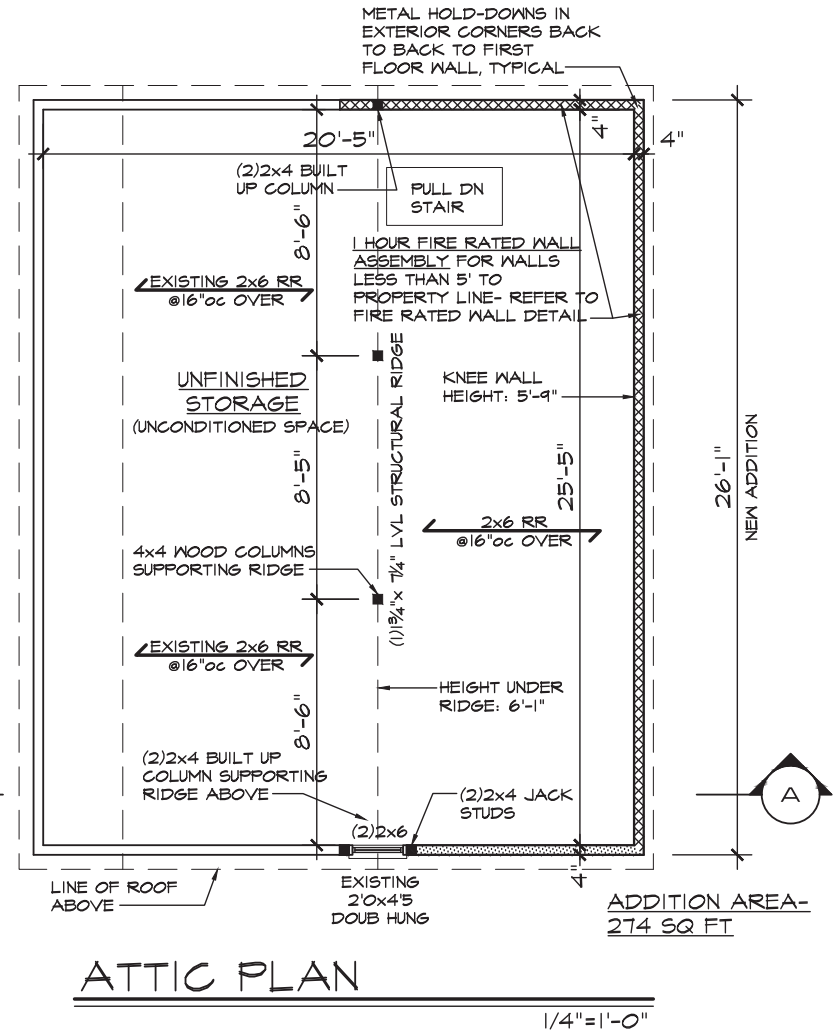 METAL HOLD-DOWNS IN
EXTERIOR CORNERS BACK
TO BACK TO FIRST
FLOOR WALL, TYPICAL
20'-5"
4"
4"
(2)2x4 BUILT
UP COLUMN
PULL DN
STAIR
8'-6"
1 HOUR FIRE RATED WALL
ASSEMBLY FOR WALLS
LESS THAN 5' TO
PROPERTY LINE- REFER TO
FIRE RATED WALL DETAIL
EXISTING 2x6 RR
@16"oc OVER
UNFINISHED
STORAGE
(UNCONDITIONED SPACE)
KNEE WALL
HEIGHT: 5'-9"
(1)1¾"x 7¼" LVL STRUCTURAL RIDGE
8'-5"
25'-5"
26'-1"
NEW ADDITION
2x6 RR
@16"oc OVER
4x4 WOOD COLUMNS
SUPPORTING RIDGE
EXISTING 2x6 RR
@16"oc OVER
HEIGHT UNDER
RIDGE: 6'-1"
8'-6"
(2)2x4 BUILT UP
COLUMN SUPPORTING
RIDGE ABOVE
(2)2x4 JACK
STUDS
A
(2)2x6
4"
LINE OF ROOF
ABOVE
EXISTING
2'0x4'5
DOUB HUNG
ADDITION AREA-
274 SQ FT
ATTIC PLAN
1/4"=1'-0"